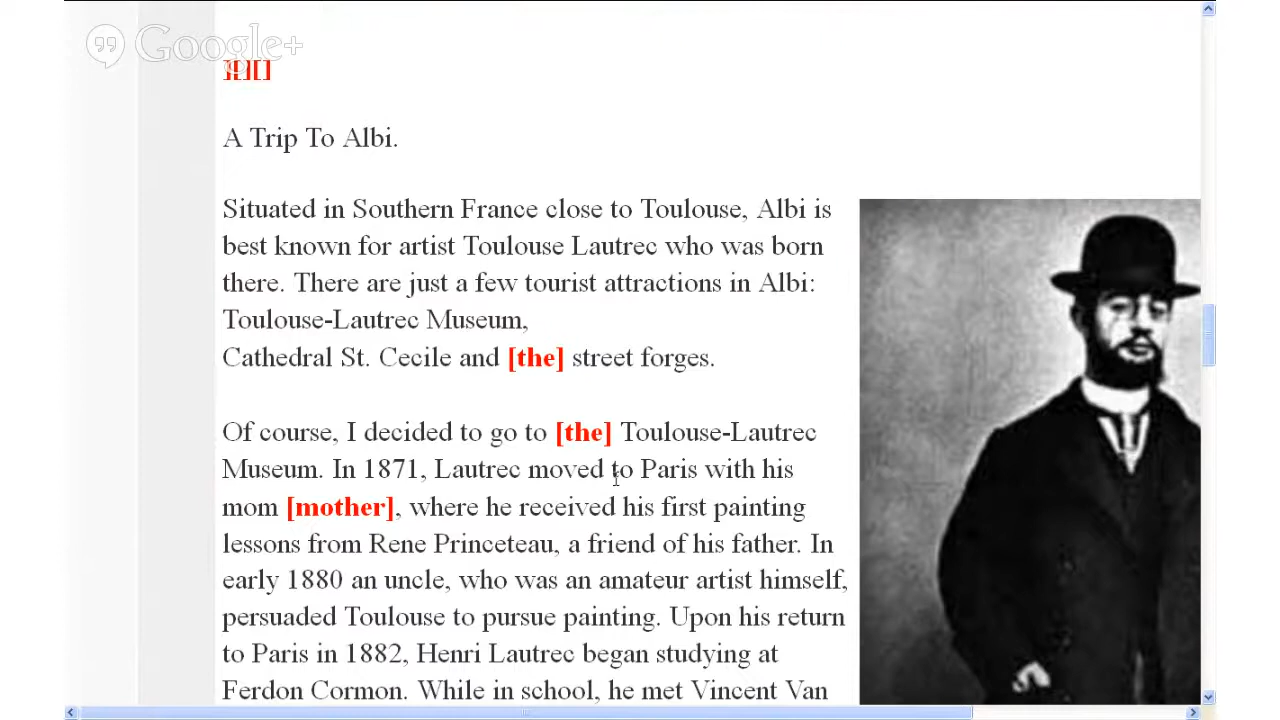 Google+
][][][]
A Trip To Albi.
Situated in Southern France close to Toulouse, Albi is
best known for artist Toulouse Lautrec who was born
there. There are just a few tourist attractions in Albi:
Toulouse-Lautrec Museum,
Cathedral St. Cecile and [the] street forges.
Of course, I decided to go to [the] Toulouse-Lautrec
Museum. In 1871, Lautrec moved to Paris with his
mom [mother], where he received his first painting
lessons from Rene Princeteau, a friend of his father. In
early 1880 an uncle, who was an amateur artist himself,
persuaded Toulouse to pursue painting. Upon his return
to Paris in 1882, Henri Lautrec began studying at
Ferdon Cormon. While in school, he met Vincent Van